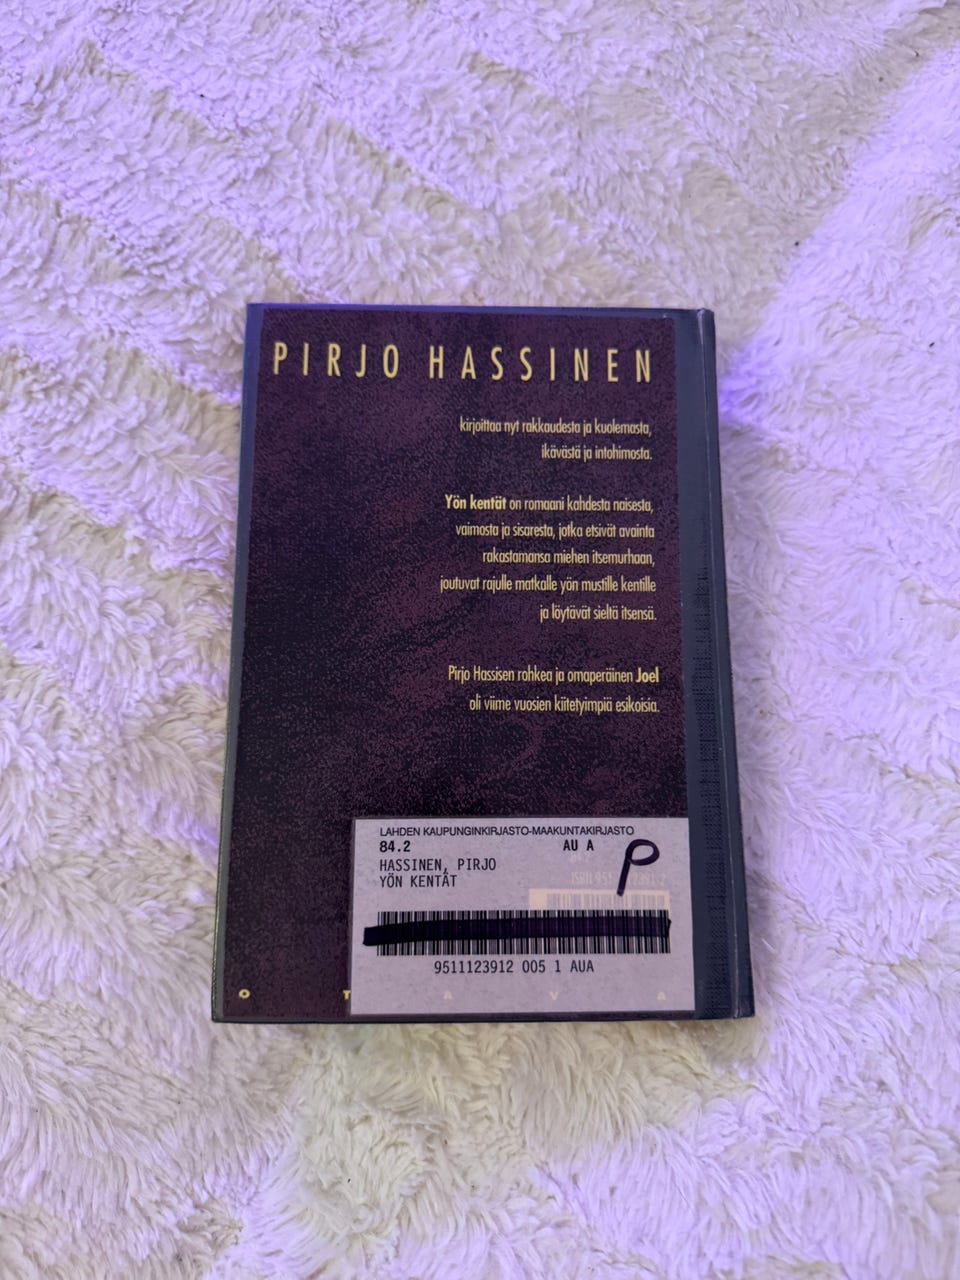 PIRJO HASSINEN
kirjoittaa nyt rakkaudesta ja kuolemasta,
ikävästä ja intohimosta.
Yön kentät on romaani kahdesta naisesta,
vaimosta ja sisaresta, jotka etsivät avainta
rakastamansa miehen itsemurhaan,
joutuvat rajulle matkalle yön mustille kentille
ja löytävät sieltä itsensä.
Pirjo Hassisen rohkea ja omaperäinen Joel
oli viime vuosien kiitetyimpiä esikoisia.
LAHDEN KAUPUNGINKIRJASTO-MAAKUNTAKIRJASTO
84.2 AU A
P
HASSINEN, PIRJO
YÖN KENTÄT
9511123912 005 1 AUA
OTAVA